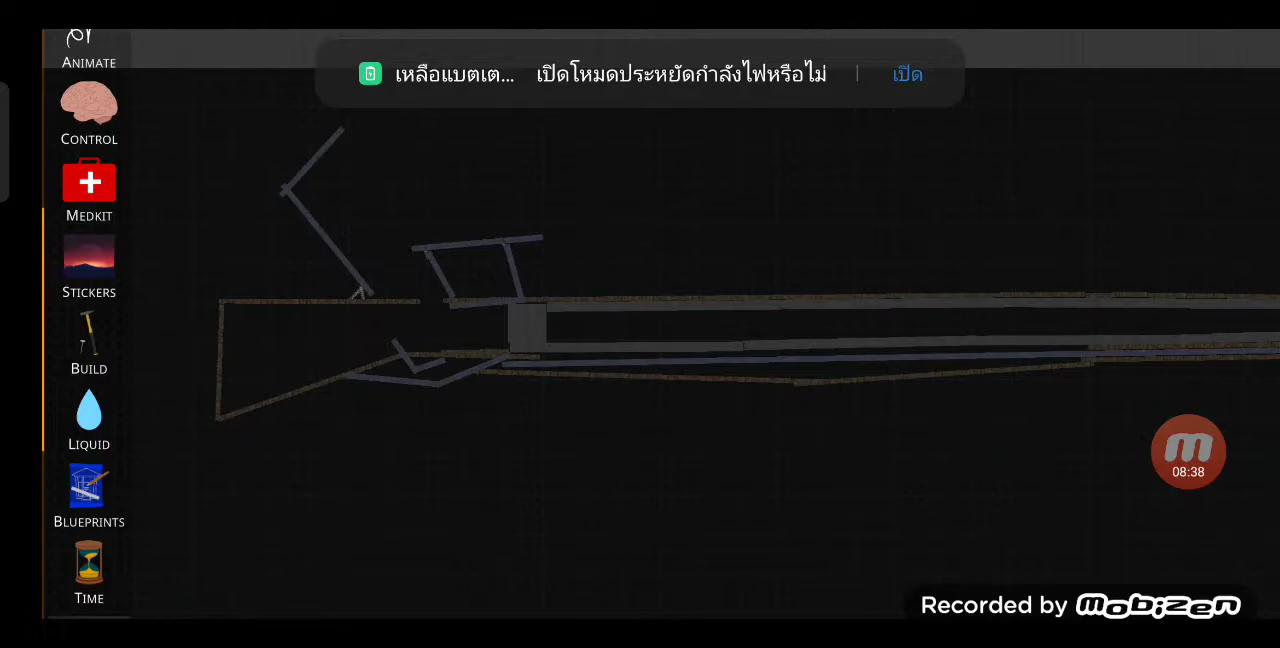 ANIMATE
เหลือแบตเต... เปิดโหมดประหยัดกำลังไฟหรือไม่ | เปิด
CONTROL
MEDKIT
STICKERS
BUILD
LIQUID
BLUEPRINTS
TIME
08:38
Recorded by mobizen